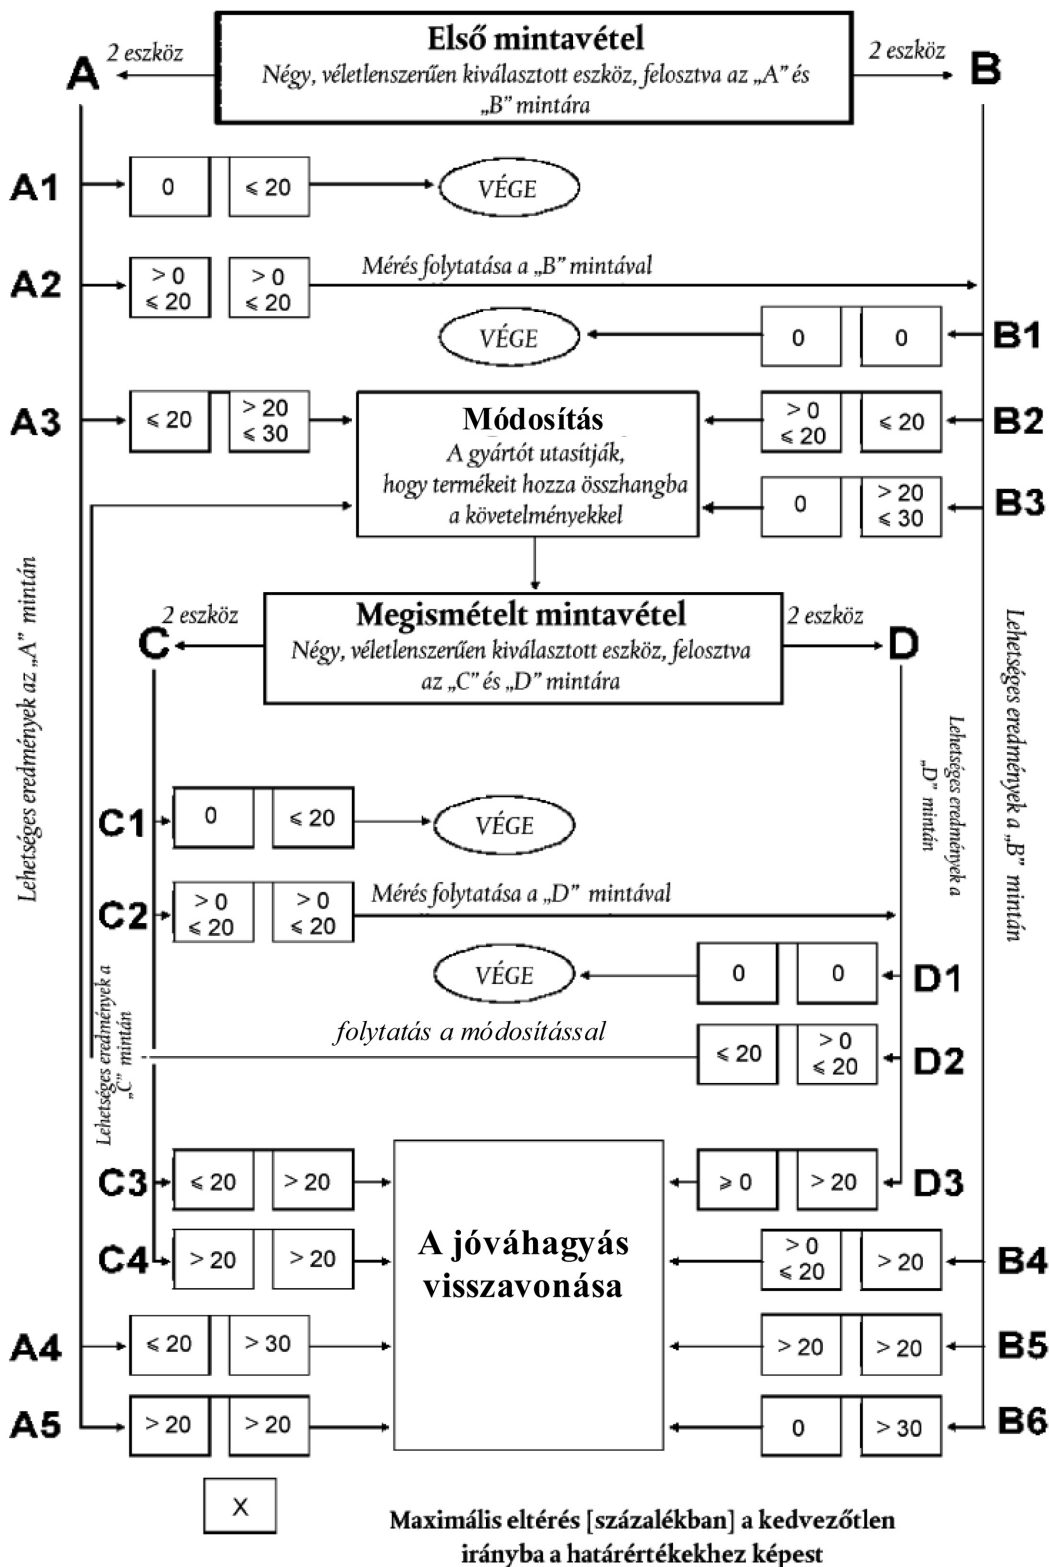 Első mintavétel
A 2 eszköz
Négy, véletlenszerűen kiválasztott eszköz, felosztva az „A” és
„B” mintára
2 eszköz B
A1 0 ⩽ 20 VÉGE
A2 > 0 ⩽ 20 > 0 ⩽ 20 Mérés folytatása a „B” mintával
VÉGE 0 0 B1
A3 ⩽ 20 > 20 ⩽ 30
Módosítás
A gyártót utasítják,
hogy termékeit hozza összhangba
a követelményekkel
> 0 ⩽ 20 ⩽ 20 B2
0 > 20 ⩽ 30 B3
Lehetséges eredmények az „A” mintán
Lehetséges eredmények a „B” mintán
C 2 eszköz
Megismételt mintavétel
Négy, véletlenszerűen kiválasztott eszköz, felosztva
az „C” és „D” mintára
2 eszköz D
Lehetséges eredmények a
„D” mintán
C1 0 ⩽ 20 VÉGE
C2 > 0 ⩽ 20 > 0 ⩽ 20 Mérés folytatása a „D” mintával
VÉGE 0 0 D1
Lehetséges eredmények a
„C” mintán
folytatás a módosítással
⩽ 20 > 0 ⩽ 20 D2
C3 ⩽ 20 > 20
⩾ 0 > 20 D3
C4 > 20 > 20
A jóváhagyás
visszavonása
> 0 ⩽ 20 > 20 B4
A4 ⩽ 20 > 30
> 20 > 20 B5
A5 > 20 > 20
0 > 30 B6
X
Maximális eltérés [százalékban] a kedvezőtlen
irányba a határértékekhez képest